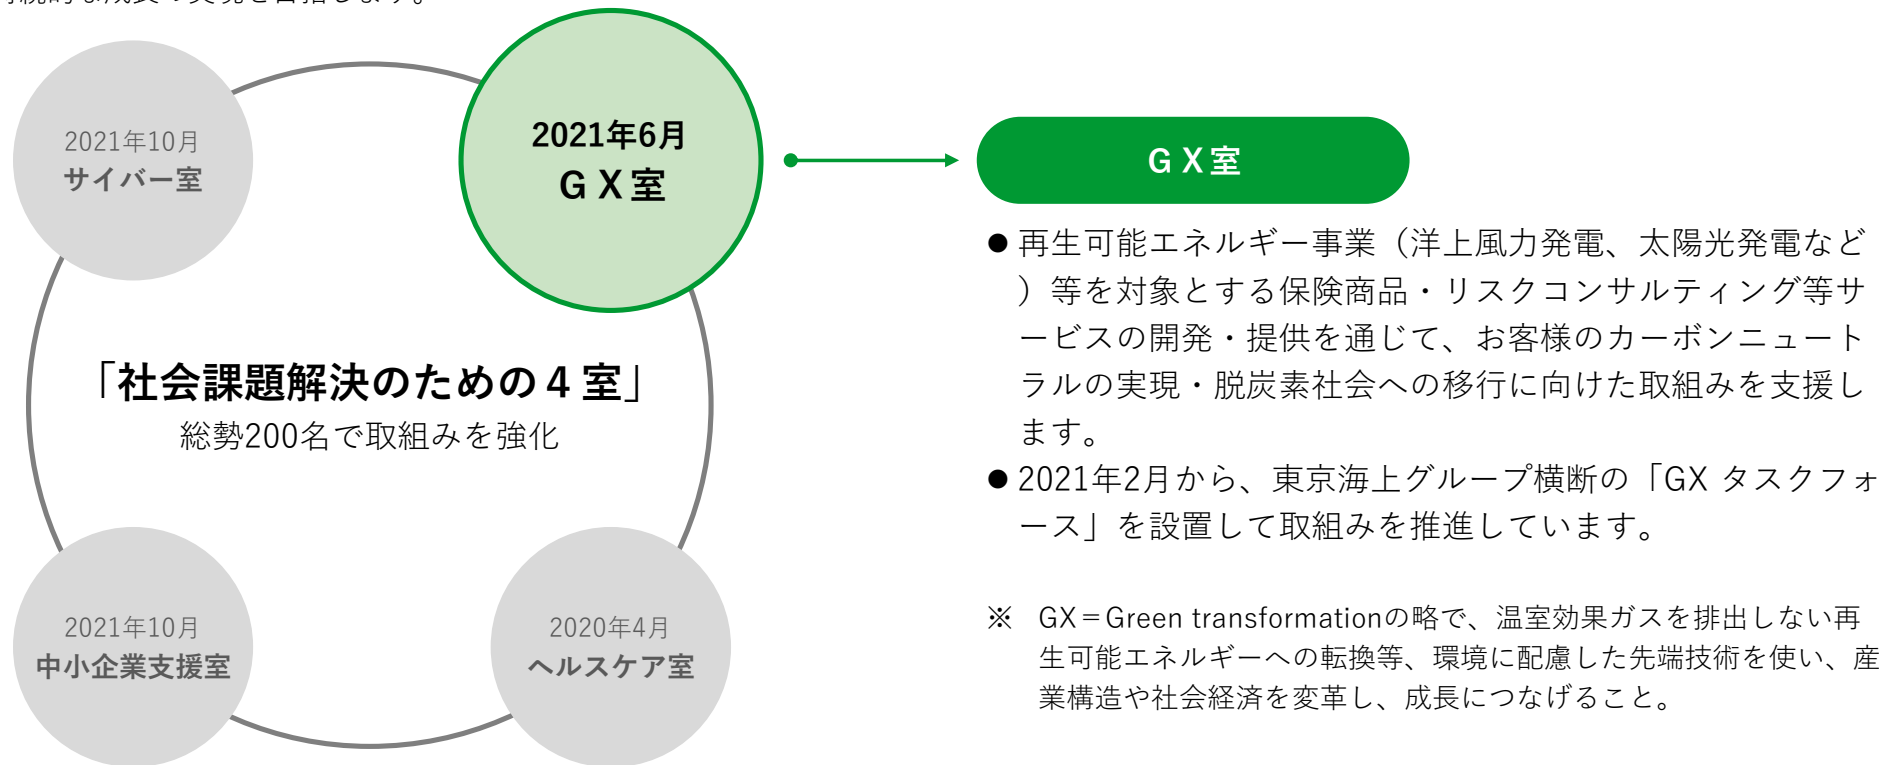 2021年10月
サイバー室
2021年6月
ＧＸ室
「社会課題解決のための４室」
総勢200名で取組みを強化
2021年10月
中小企業支援室
2020年4月
ヘルスケア室
ＧＸ室
● 再生可能エネルギー事業（洋上風力発電、太陽光発電など
）等を対象とする保険商品・リスクコンサルティング等サ
ービスの開発・提供を通じて、お客様のカーボンニュート
ラルの実現・脱炭素社会への移行に向けた取組みを支援し
ます。
● 2021年2月から、東京海上グループ横断の「GX タスクフォ
ース」を設置して取組みを推進しています。
※ GX＝Green transformationの略で、温室効果ガスを排出しない再
生可能エネルギーへの転換等、環境に配慮した先端技術を使い、産
業構造や社会経済を変革し、成長につなげること。